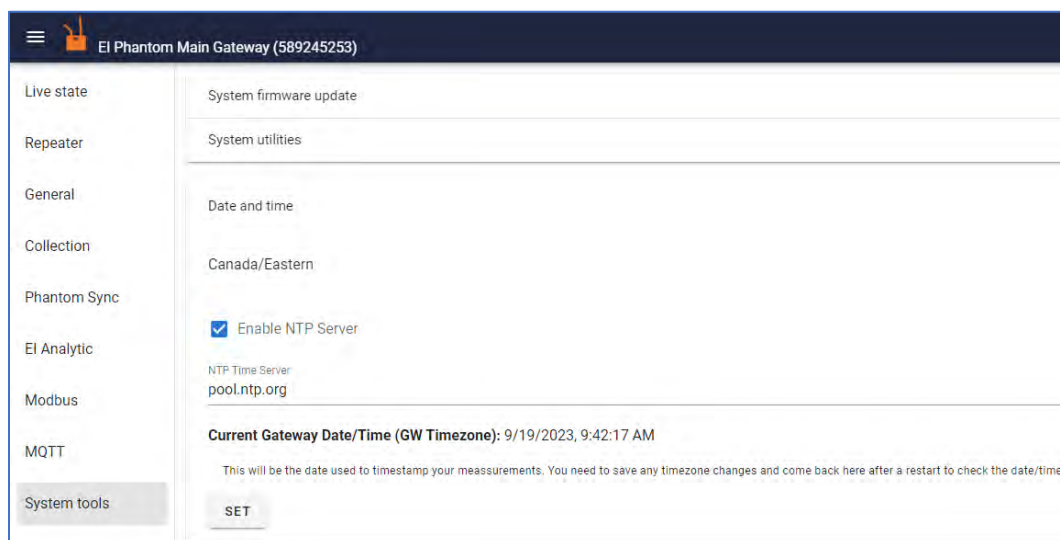 EI Phantom Main Gateway (589245253)
Live state
Repeater
General
Collection
Phantom Sync
EI Analytic
Modbus
MQTT
System tools
System firmware update
System utilities
Date and time
Canada/Eastern
Enable NTP Server
NTP Time Server
pool.ntp.org
Current Gateway Date/Time (GW Timezone): 9/19/2023, 9:42:17 AM
This will be the date used to timestamp your meassurements. You need to save any timezone changes and come back here after a restart to check the date/time
SET